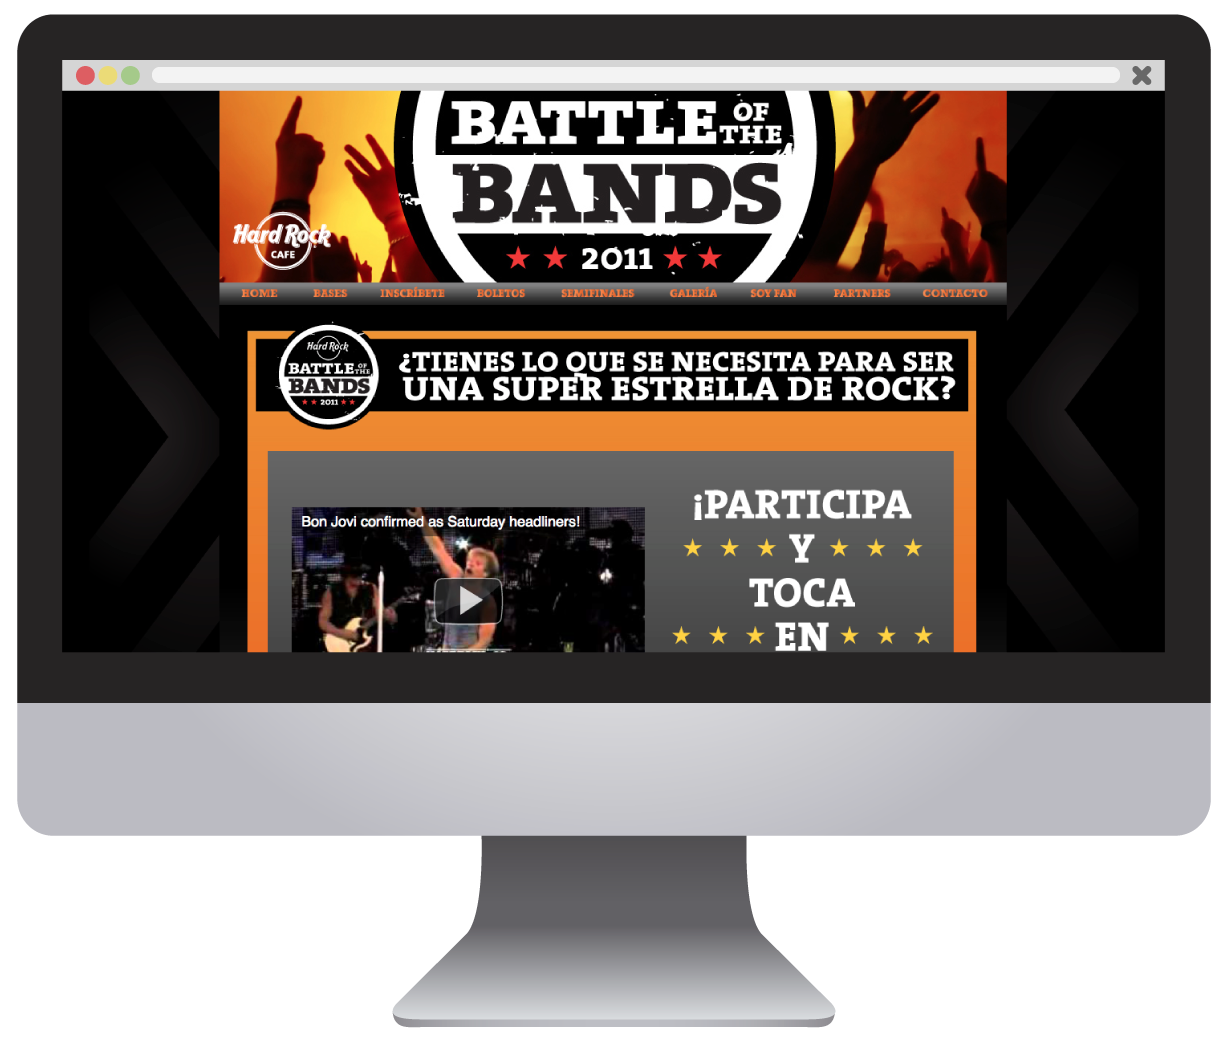 BATTLE OF THE
BANDS
★ ★ 2011 ★ ★
Hard Rock
CAFE
HOME BASES INSCRÍBETE BOLETOS SEMIFINALES GALERÍA SOY FAN PARTNERS CONTACTO
Hard Rock
BATTLE OF THE
BANDS
★ ★ 2011 ★ ★
¿TIENES LO QUE SE NECESITA PARA SER
UNA SUPER ESTRELLA DE ROCK?
Bon Jovi confirmed as Saturday headliners!
¡PARTICIPA
★ ★ ★ Y ★ ★ ★
TOCA
★ ★ ★ EN ★ ★ ★